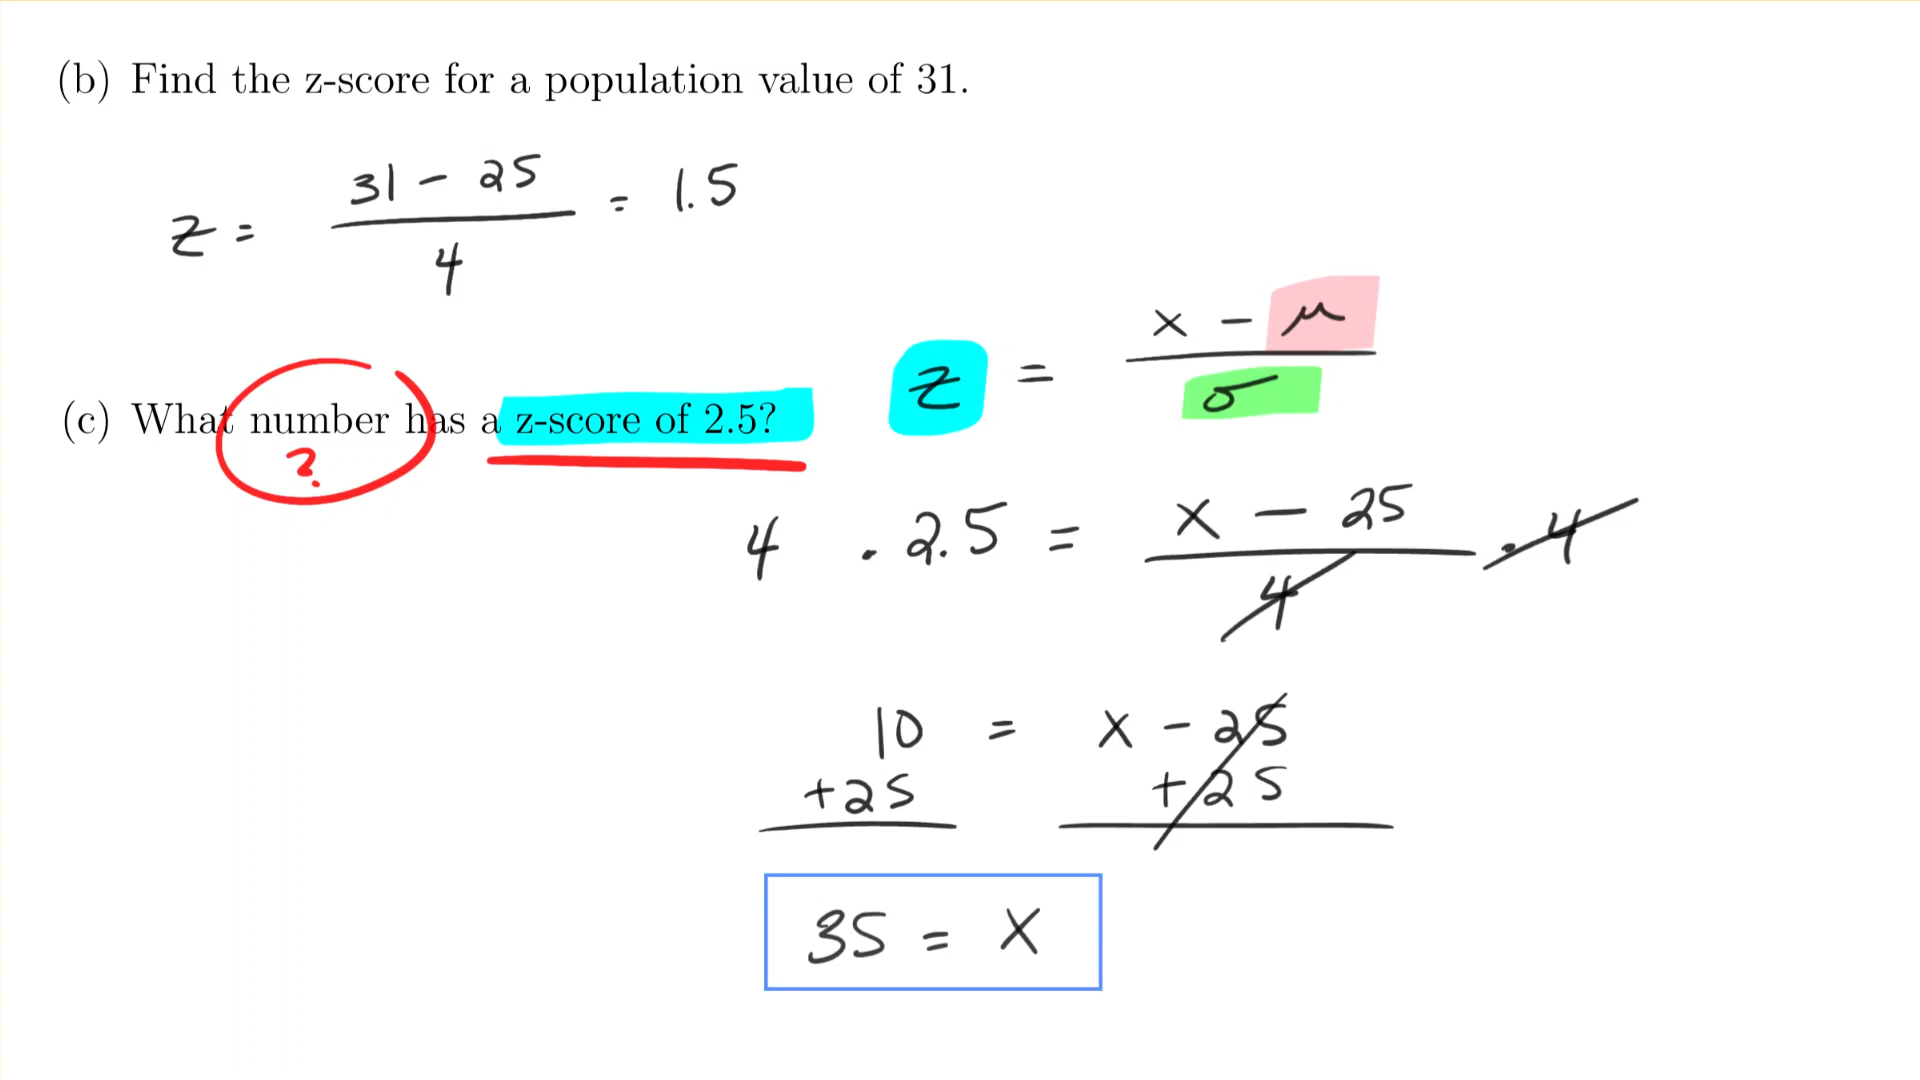 (b) Find the z-score for a population value of 31.
z = 31 - 25 / 4 = 1.5
(c) What number has a z-score of 2.5?
?
z = x - μ / σ
4 · 2.5 = x - 25 / 4 · 4
10 = x - 25
+25 +25
35 = x